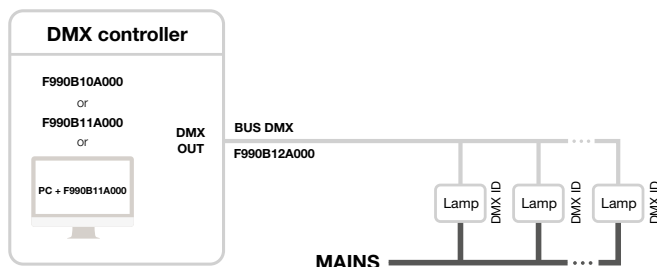 DMX controller
F990B10A000
or
F990B11A000
or
PC + F990B11A000
DMX
OUT
BUS DMX
F990B12A000
Lamp
DMX ID
Lamp
DMX ID
Lamp
DMX ID
MAINS